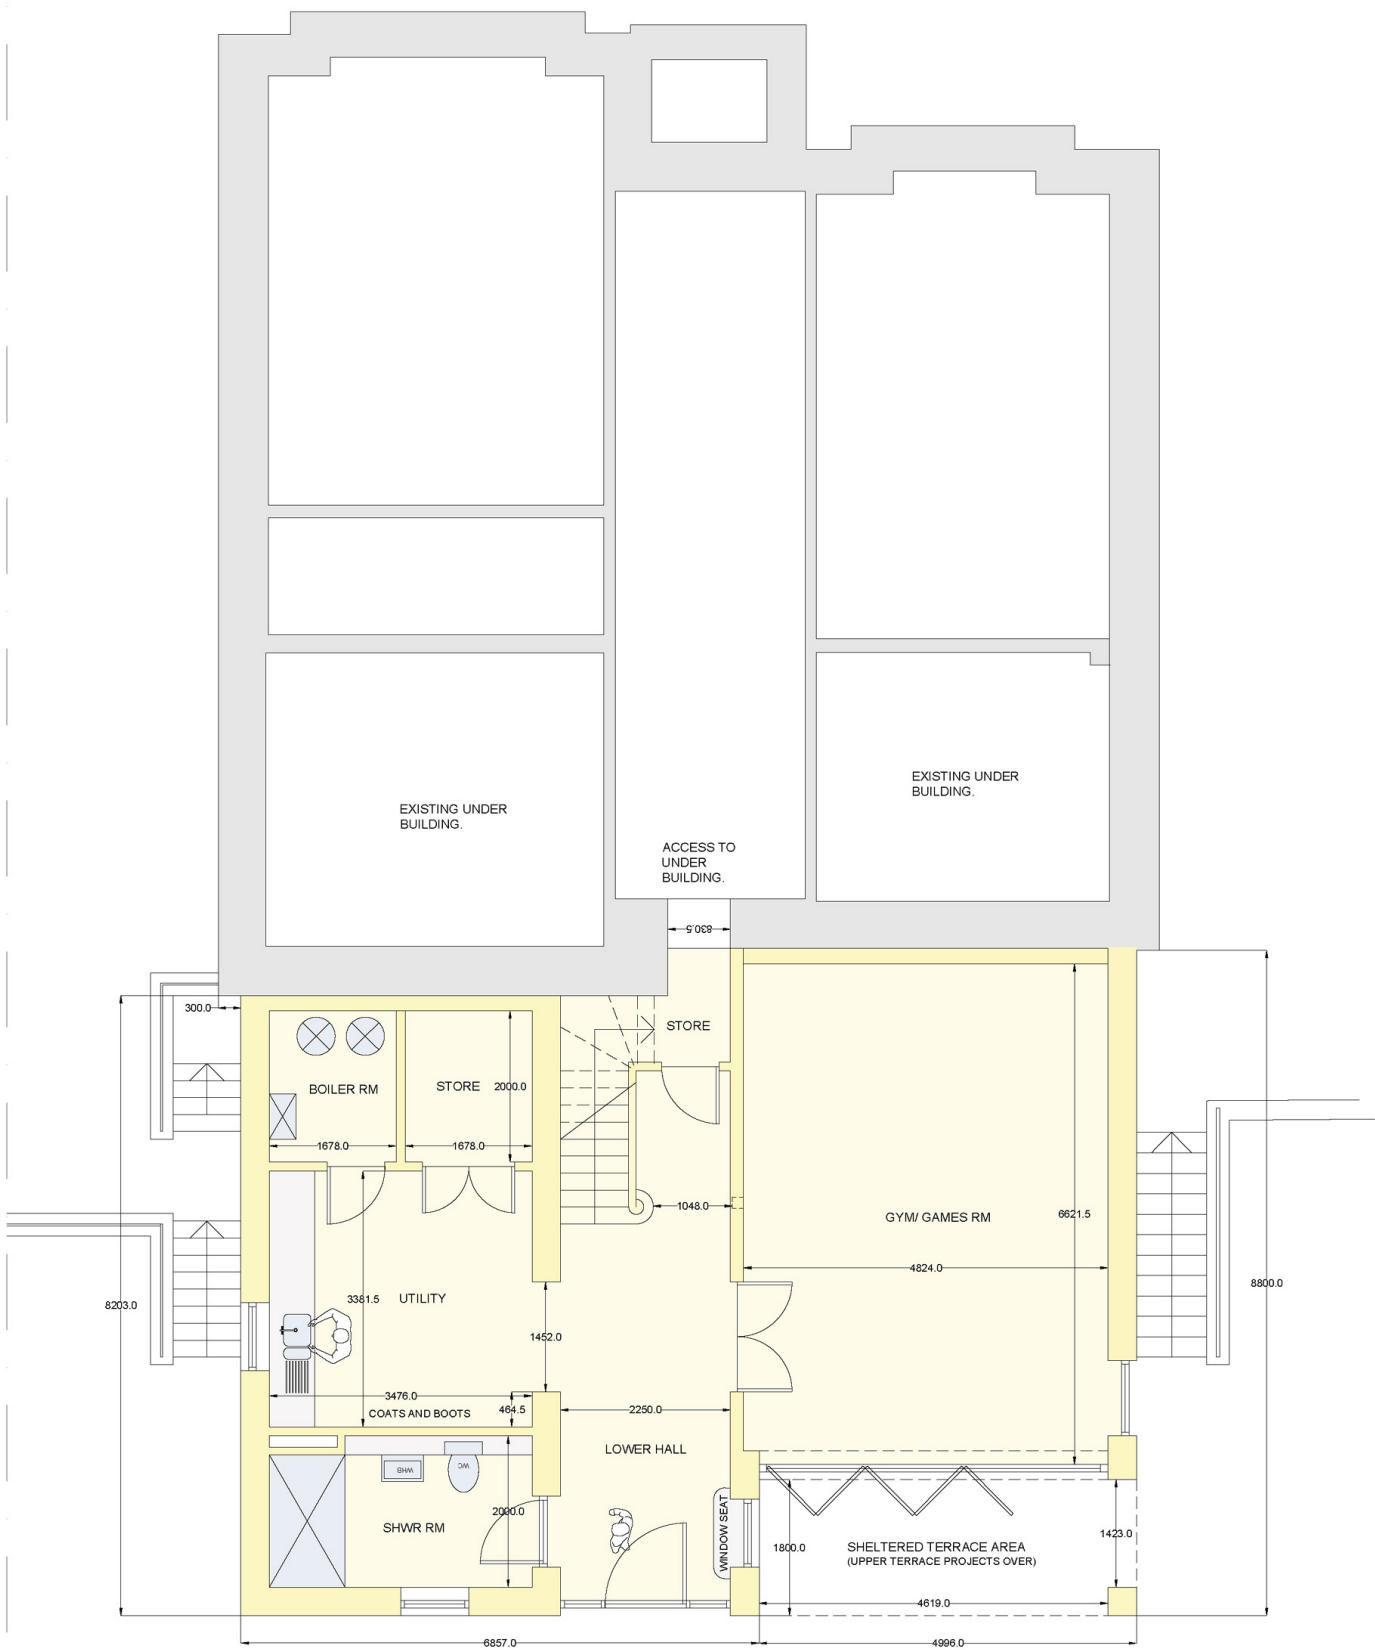 EXISTING UNDER
BUILDING.
EXISTING UNDER
BUILDING.
ACCESS TO
UNDER
BUILDING.
830.5
300.0
STORE
BOILER RM
STORE
2000.0
1678.0
1678.0
1048.0
GYM/ GAMES RM
6621.5
4824.0
8800.0
8203.0
3381.5
UTILITY
1452.0
3476.0
464.5
COATS AND BOOTS
2250.0
LOWER HALL
WHB
WC
2000.0
SHWR RM
WINDOW SEAT
1800.0
SHELTERED TERRACE AREA
(UPPER TERRACE PROJECTS OVER)
1423.0
4619.0
6857.0
4996.0